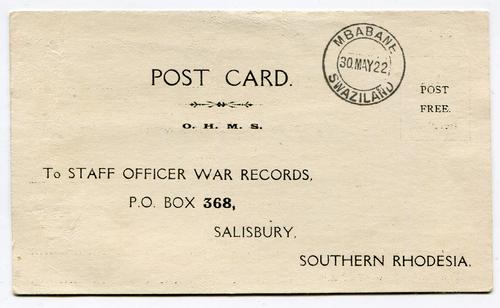 MBABANE
30. MAY 22
SWAZILAND
POST CARD.
POST
FREE.
O. H. M. S.
To STAFF OFFICER WAR RECORDS,
P.O. BOX 368,
SALISBURY,
SOUTHERN RHODESIA.